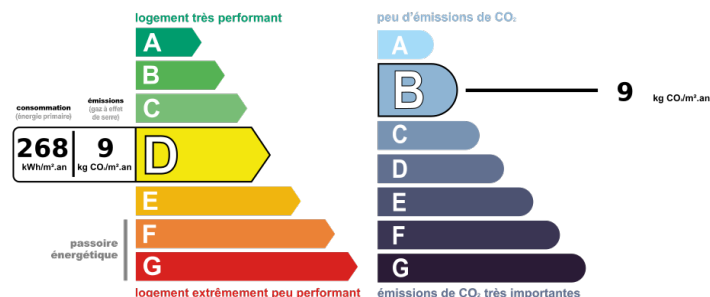 logement très performant
A
B
C
consommation
(énergie primaire)
émissions
(gaz à effet
de serre)
268
kWh/m².an
9
kg CO₂/m².an
D
E
F
G
passoire
énergétique
logement extrêmement peu performant
peu d'émissions de CO₂
A
B
9
kg CO₂/m².an
C
D
E
F
G
émissions de CO₂ très importantes